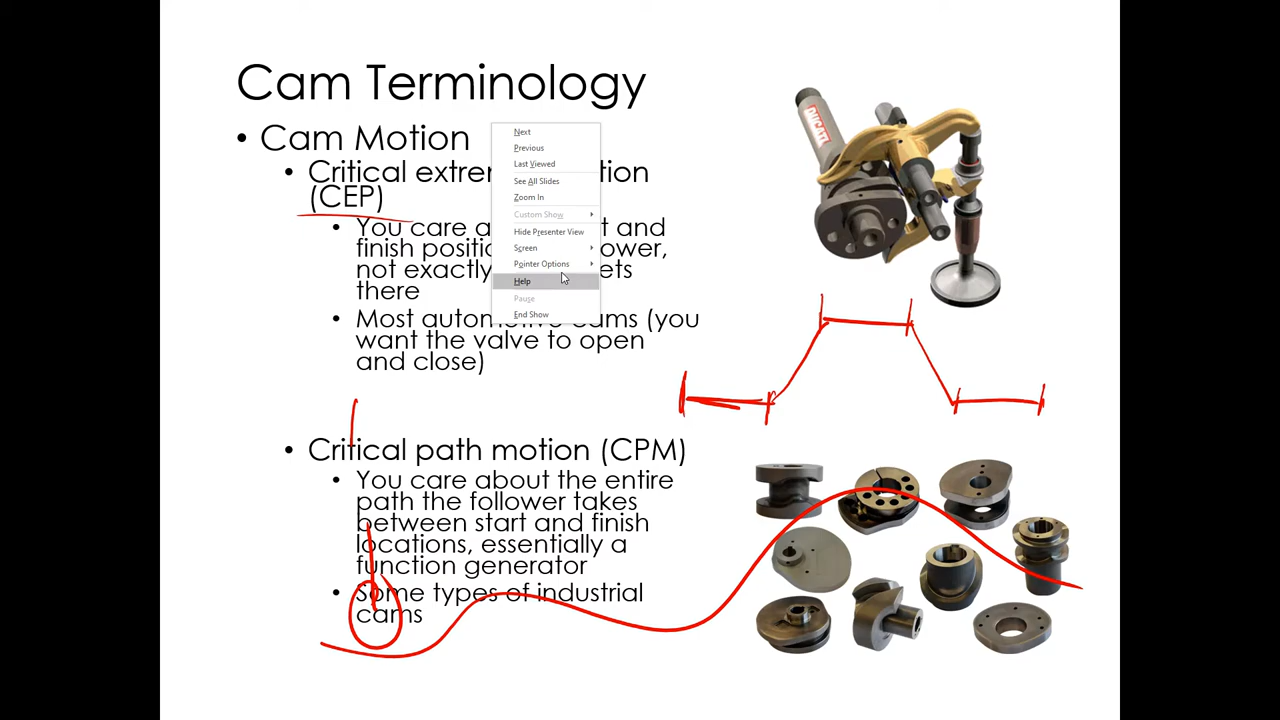 Cam Terminology
• Cam Motion
• Critical extre tion
(CEP)
• You care a t and
finish positi ower,
not exactly ets
there
• Most automotive cams (you
want the valve to open
and close)
• Critical path motion (CPM)
• You care about the entire
path the follower takes
between start and finish
locations, essentially a
function generator
• Some types of industrial
cams
Next
Previous
Last Viewed
See All Slides
Zoom In
Custom Show
Hide Presenter View
Screen
Pointer Options
Help
Pause
End Show
DUCATI